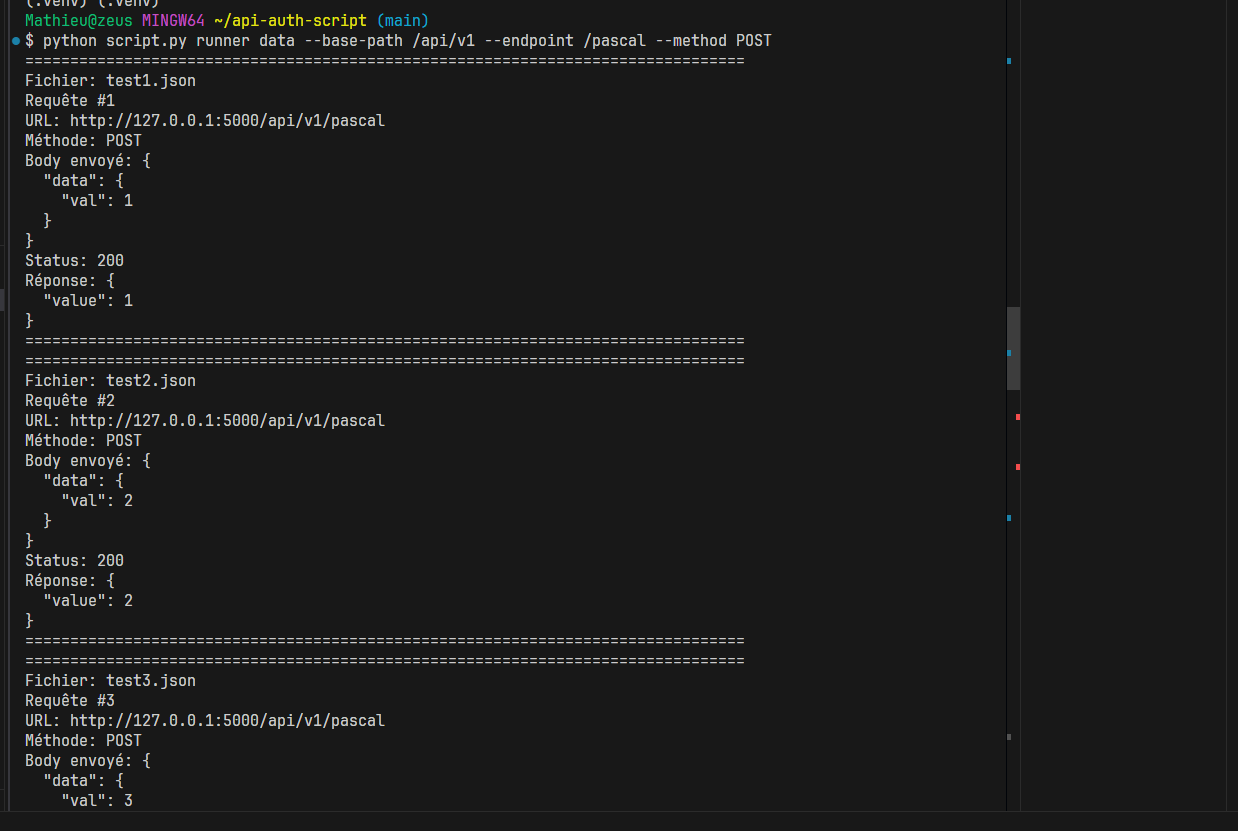 (.venv) (.venv)
Mathieu@zeus MINGW64 ~/api-auth-script (main)
$ python script.py runner data --base-path /api/v1 --endpoint /pascal --method POST
================================================================================
Fichier: test1.json
Requête #1
URL: http://127.0.0.1:5000/api/v1/pascal
Méthode: POST
Body envoyé: {
  "data": {
    "val": 1
  }
}
Status: 200
Réponse: {
  "value": 1
}
================================================================================
================================================================================
Fichier: test2.json
Requête #2
URL: http://127.0.0.1:5000/api/v1/pascal
Méthode: POST
Body envoyé: {
  "data": {
    "val": 2
  }
}
Status: 200
Réponse: {
  "value": 2
}
================================================================================
================================================================================
Fichier: test3.json
Requête #3
URL: http://127.0.0.1:5000/api/v1/pascal
Méthode: POST
Body envoyé: {
  "data": {
    "val": 3